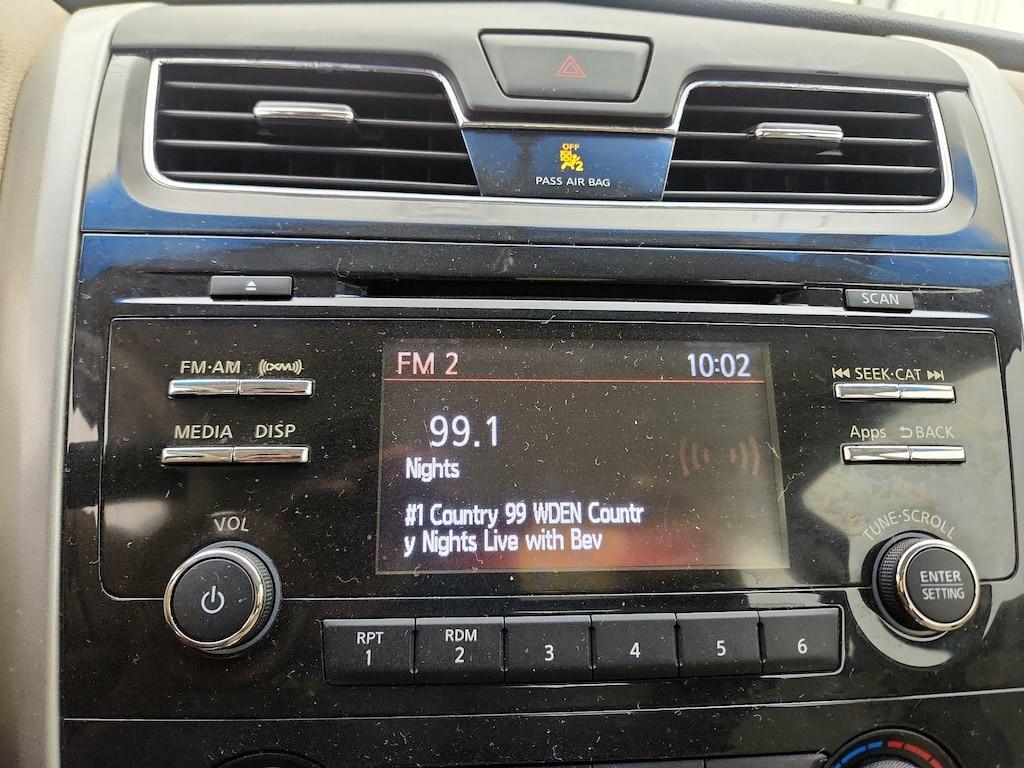 OFF
2
PASS AIR BAG
SCAN
FM·AM ((XM))
FM 2 10:02
SEEK·CAT
MEDIA DISP
99.1
Apps BACK
Nights
#1 Country 99 WDEN Countr
y Nights Live with Bev
VOL
TUNE·SCROLL
ENTER
SETTING
RPT
1
RDM
2
3
4
5
6